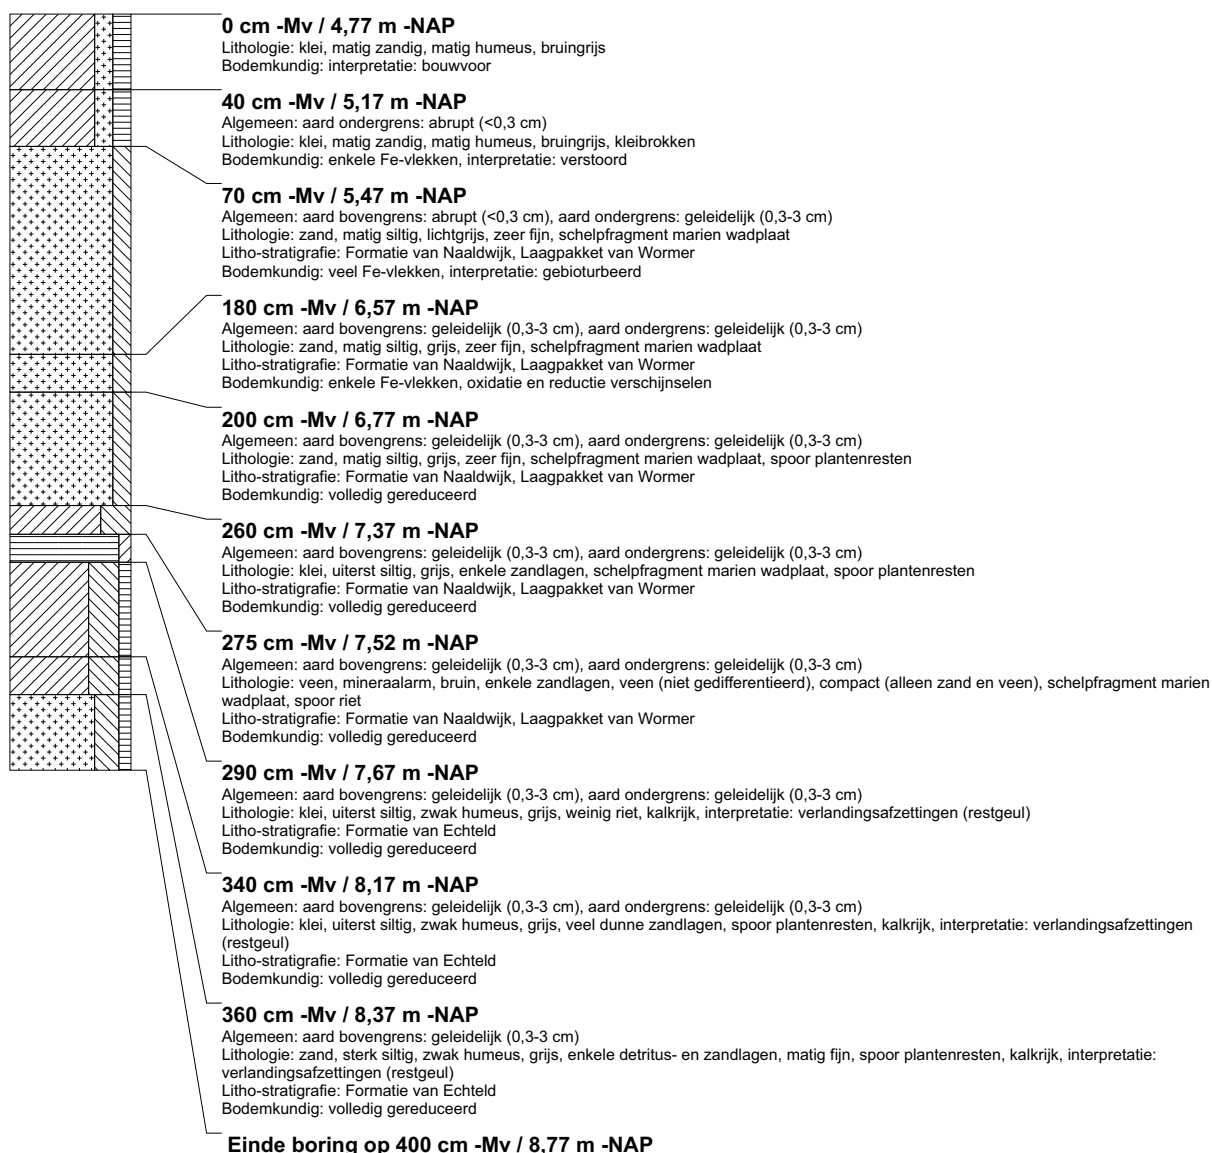 0 cm -Mv / 4,77 m -NAP
Lithologie: klei, matig zandig, matig humeus, bruingrijs
Bodemkundig: interpretatie: bouwvoor
40 cm -Mv / 5,17 m -NAP
Algemeen: aard ondergrens: abrupt (<0,3 cm)
Lithologie: klei, matig zandig, matig humeus, bruingrijs, kleibrokken
Bodemkundig: enkele Fe-vlekken, interpretatie: verstoord
70 cm -Mv / 5,47 m -NAP
Algemeen: aard bovengrens: abrupt (<0,3 cm), aard ondergrens: geleidelijk (0,3-3 cm)
Lithologie: zand, matig siltig, lichtgrijs, zeer fijn, schelpfragment marien wadplaat
Litho-stratigrafie: Formatie van Naaldwijk, Laagpakket van Wormer
Bodemkundig: veel Fe-vlekken, interpretatie: gebioturbeerd
180 cm -Mv / 6,57 m -NAP
Algemeen: aard bovengrens: geleidelijk (0,3-3 cm), aard ondergrens: geleidelijk (0,3-3 cm)
Lithologie: zand, matig siltig, grijs, zeer fijn, schelpfragment marien wadplaat
Litho-stratigrafie: Formatie van Naaldwijk, Laagpakket van Wormer
Bodemkundig: enkele Fe-vlekken, oxidatie en reductie verschijnselen
200 cm -Mv / 6,77 m -NAP
Algemeen: aard bovengrens: geleidelijk (0,3-3 cm), aard ondergrens: geleidelijk (0,3-3 cm)
Lithologie: zand, matig siltig, grijs, zeer fijn, schelpfragment marien wadplaat, spoor plantenresten
Litho-stratigrafie: Formatie van Naaldwijk, Laagpakket van Wormer
Bodemkundig: volledig gereduceerd
260 cm -Mv / 7,37 m -NAP
Algemeen: aard bovengrens: geleidelijk (0,3-3 cm), aard ondergrens: geleidelijk (0,3-3 cm)
Lithologie: klei, uiterst siltig, grijs, enkele zandlagen, schelpfragment marien wadplaat, spoor plantenresten
Litho-stratigrafie: Formatie van Naaldwijk, Laagpakket van Wormer
Bodemkundig: volledig gereduceerd
275 cm -Mv / 7,52 m -NAP
Algemeen: aard bovengrens: geleidelijk (0,3-3 cm), aard ondergrens: geleidelijk (0,3-3 cm)
Lithologie: veen, mineraalarm, bruin, enkele zandlagen, veen (niet gedifferentieerd), compact (alleen zand en veen), schelpfragment marien
wadplaat, spoor riet
Litho-stratigrafie: Formatie van Naaldwijk, Laagpakket van Wormer
Bodemkundig: volledig gereduceerd
290 cm -Mv / 7,67 m -NAP
Algemeen: aard bovengrens: geleidelijk (0,3-3 cm), aard ondergrens: geleidelijk (0,3-3 cm)
Lithologie: klei, uiterst siltig, zwak humeus, grijs, weinig riet, kalkrijk, interpretatie: verlandingsafzettingen (restgeul)
Litho-stratigrafie: Formatie van Echteld
Bodemkundig: volledig gereduceerd
340 cm -Mv / 8,17 m -NAP
Algemeen: aard bovengrens: geleidelijk (0,3-3 cm), aard ondergrens: geleidelijk (0,3-3 cm)
Lithologie: klei, uiterst siltig, zwak humeus, grijs, veel dunne zandlagen, spoor plantenresten, kalkrijk, interpretatie: verlandingsafzettingen
(restgeul)
Litho-stratigrafie: Formatie van Echteld
Bodemkundig: volledig gereduceerd
360 cm -Mv / 8,37 m -NAP
Algemeen: aard bovengrens: geleidelijk (0,3-3 cm)
Lithologie: zand, sterk siltig, zwak humeus, grijs, enkele detritus- en zandlagen, matig fijn, spoor plantenresten, kalkrijk, interpretatie:
verlandingsafzettingen (restgeul)
Litho-stratigrafie: Formatie van Echteld
Bodemkundig: volledig gereduceerd
Einde boring op 400 cm -Mv / 8,77 m -NAP